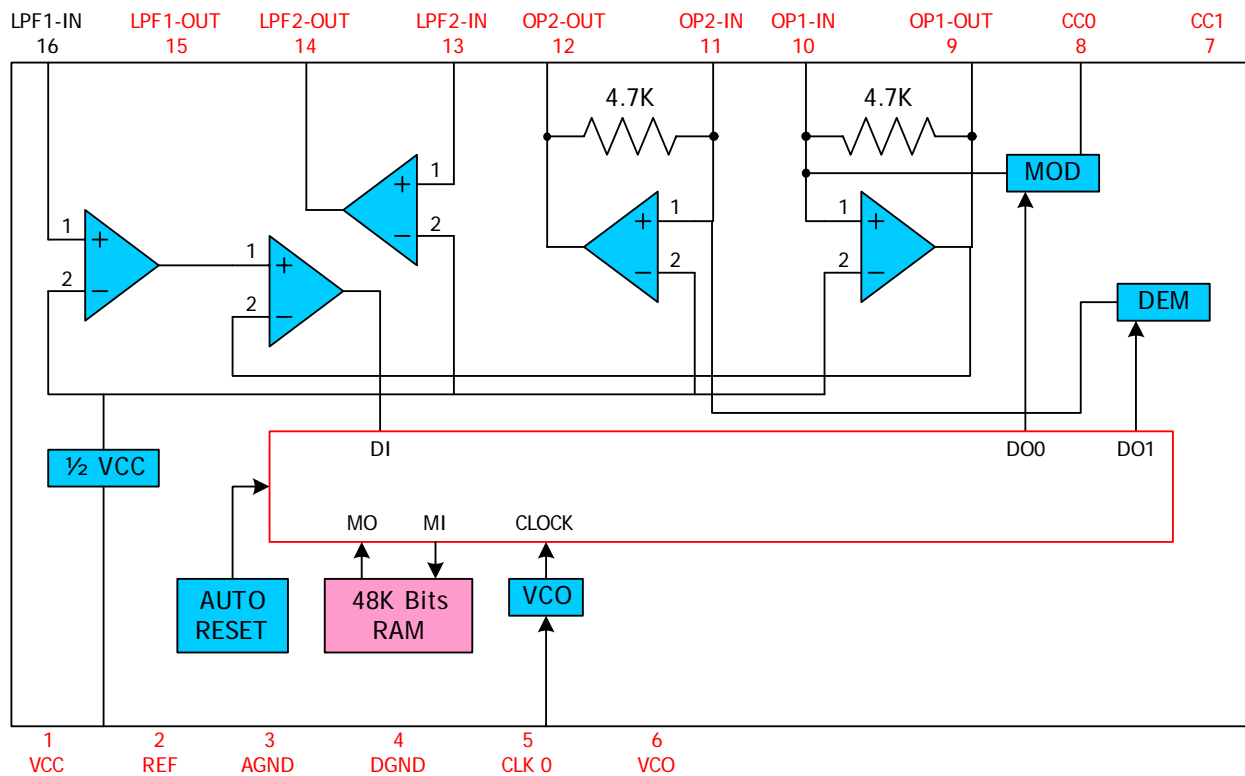 LPF1-IN LPF1-OUT LPF2-OUT LPF2-IN OP2-OUT OP2-IN OP1-IN OP1-OUT CC0 CC1
16 15 14 13 12 11 10 9 8 7
4.7K 4.7K
MOD
1
+
2
−
1
+
2
−
1
+
2
−
1
+
2
−
1
+
2
−
DEM
½ VCC
DI DO0 DO1
MO MI CLOCK
AUTO
RESET
48K Bits
RAM
VCO
1 2 3 4 5 6
VCC REF AGND DGND CLK 0 VCO